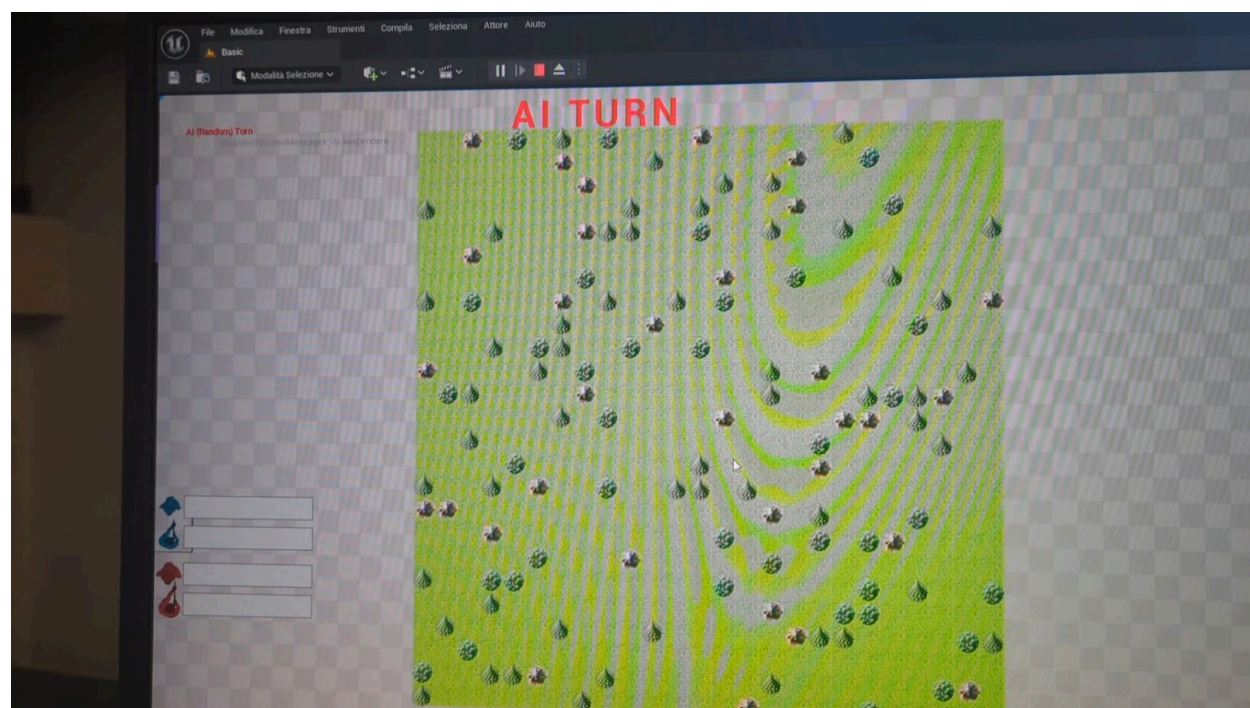 File Modifica Finestra Strumenti Compila Seleziona Attore Aiuto
Basic
Modalità Selezione
AI TURN
AI (Random) Turn